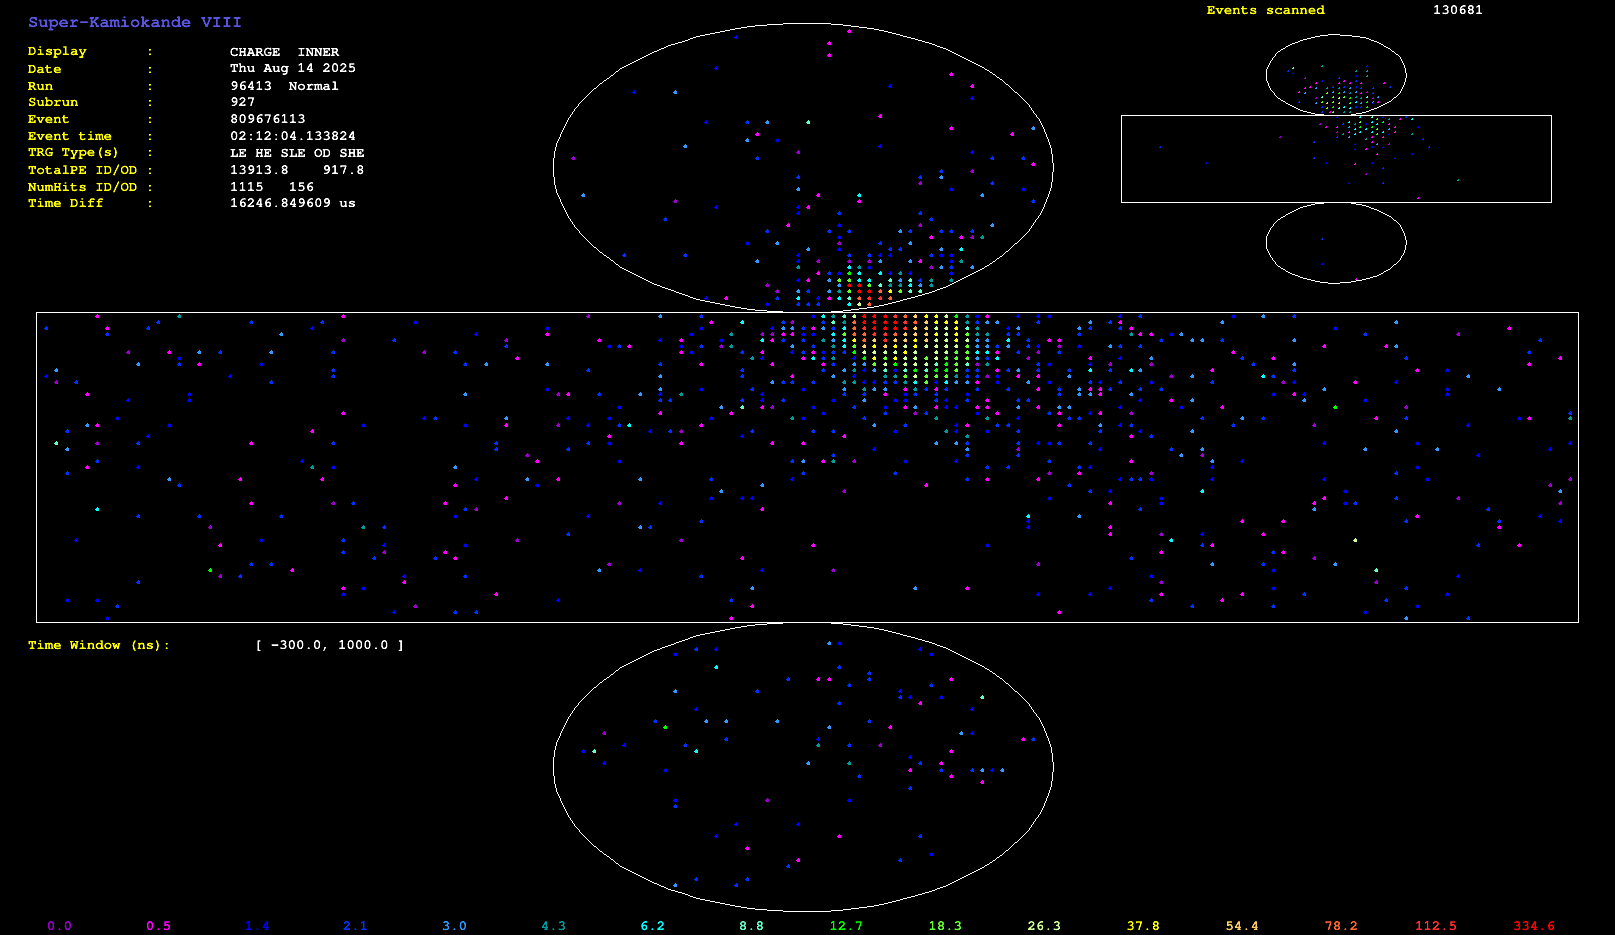 Super-Kamiokande VIII
Events scanned 130681
Display : CHARGE INNER
Date : Thu Aug 14 2025
Run : 96413 Normal
Subrun : 927
Event : 809676113
Event time : 02:12:04.133824
TRG Type(s) : LE HE SLE OD SHE
TotalPE ID/OD : 13913.8 917.8
NumHits ID/OD : 1115 156
Time Diff : 16246.849609 us
Time Window (ns): [ -300.0, 1000.0 ]
0.0 0.5 1.4 2.1 3.0 4.3 6.2 8.8 12.7 18.3 26.3 37.8 54.4 78.2 112.5 334.6